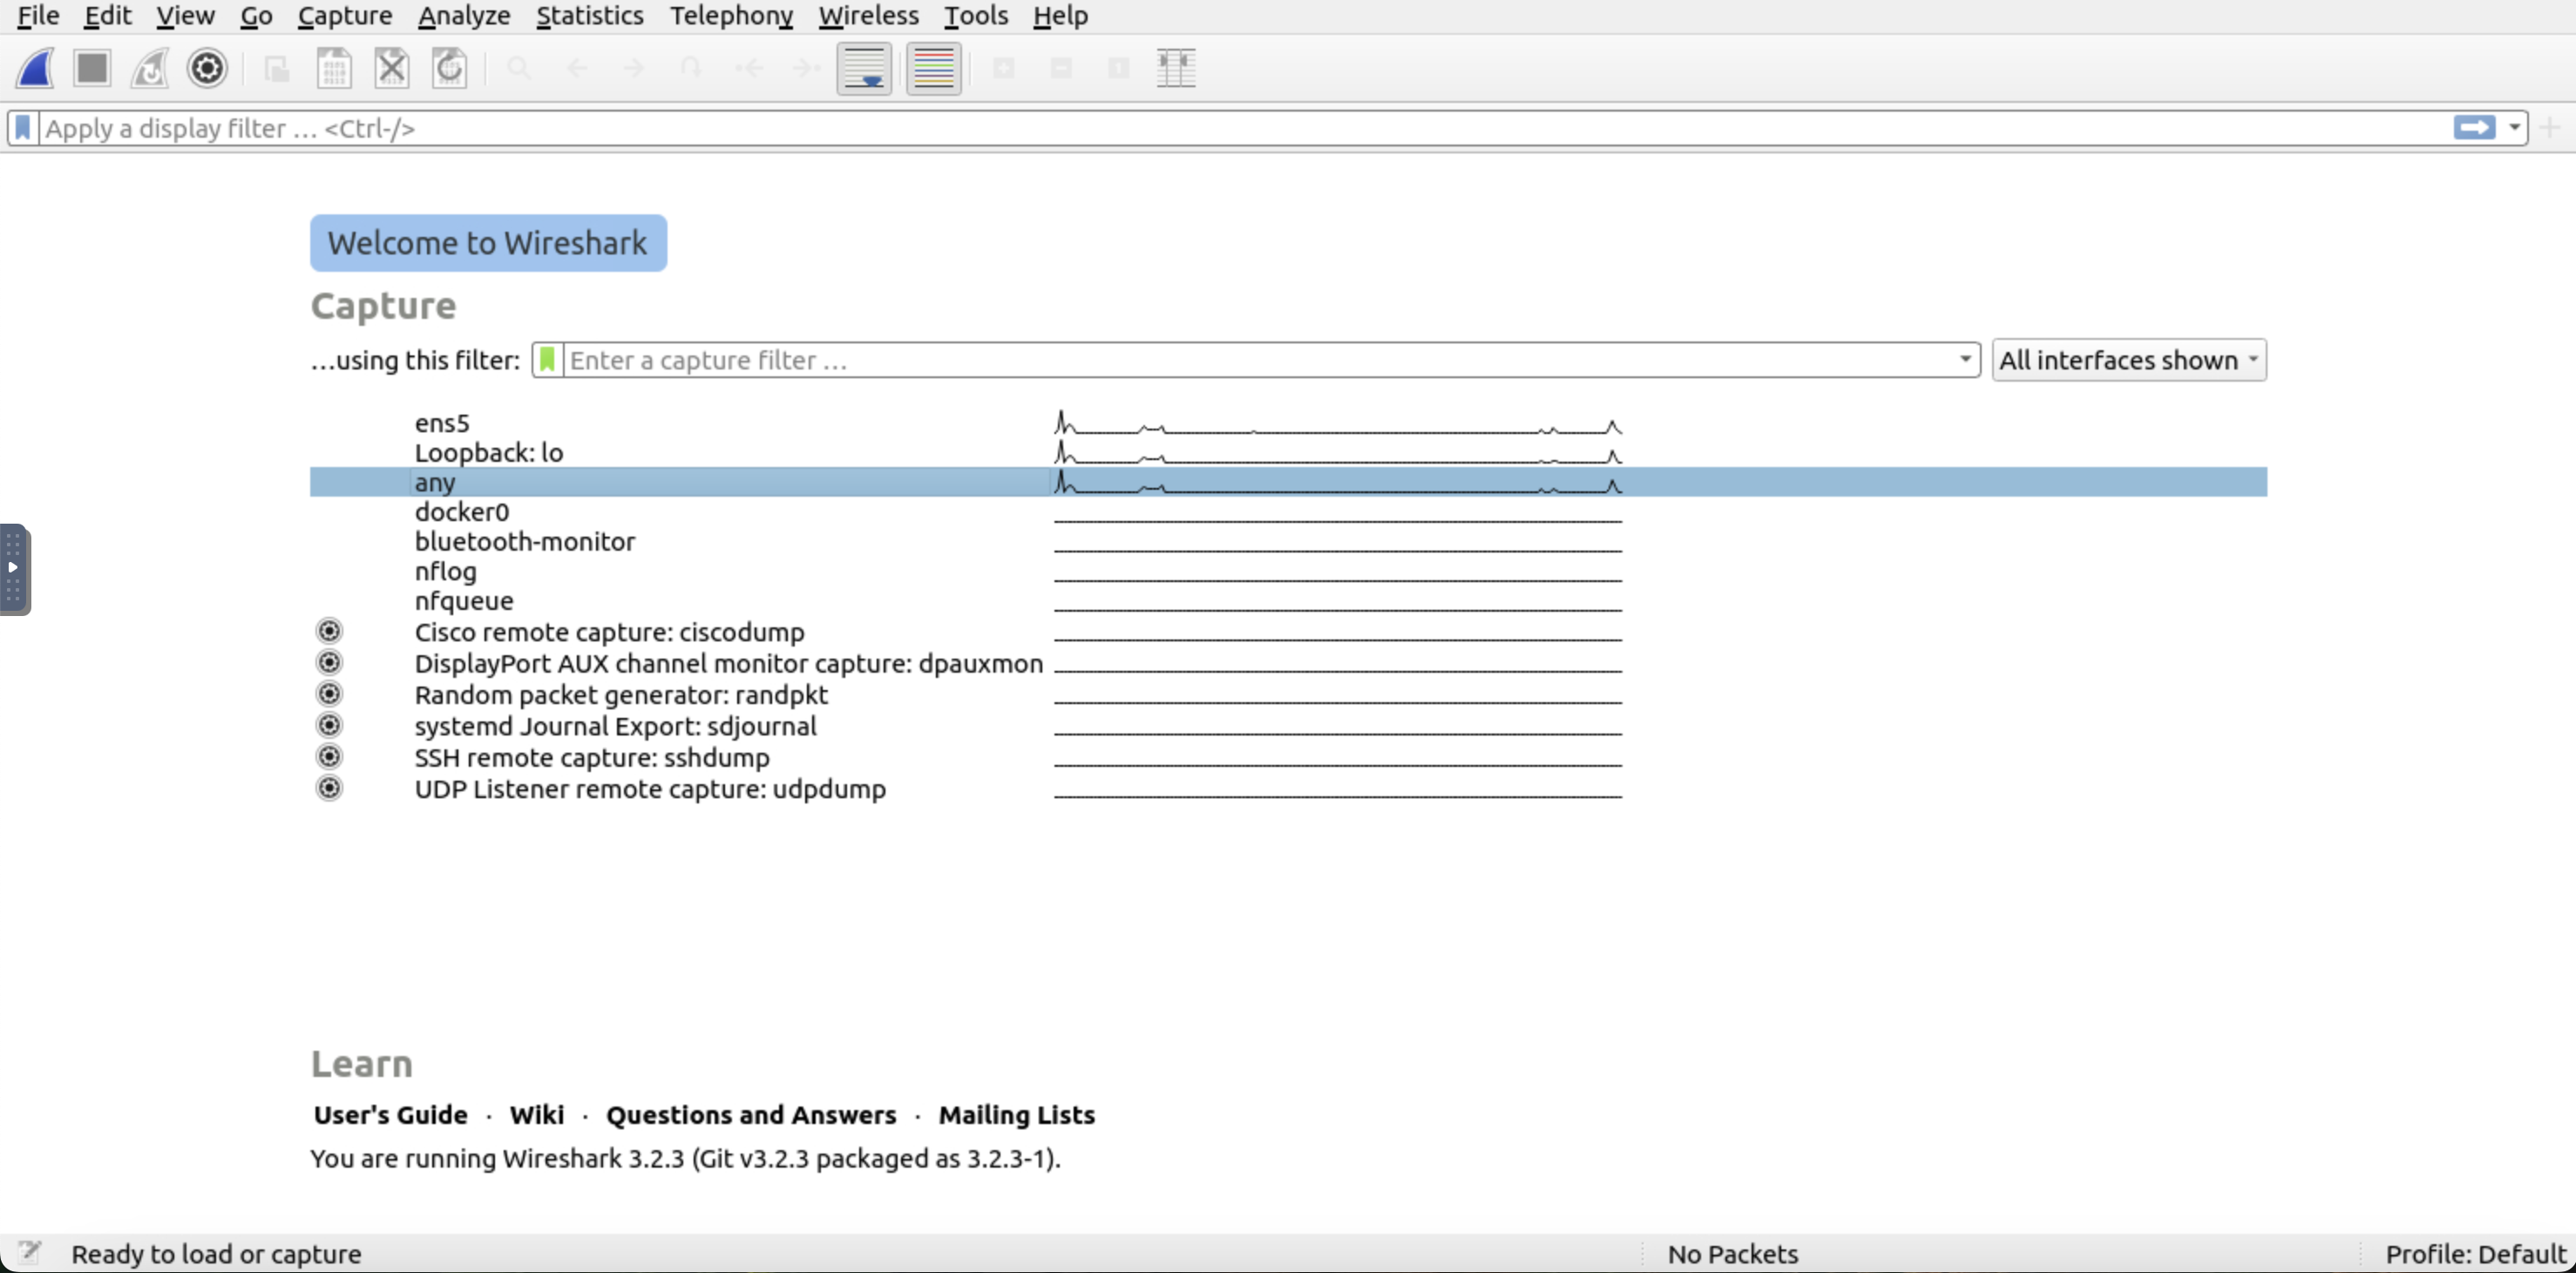 File Edit View Go Capture Analyze Statistics Telephony Wireless Tools Help
Apply a display filter … <Ctrl-/>
Welcome to Wireshark
Capture
…using this filter: Enter a capture filter … All interfaces shown
ens5
Loopback: lo
any
docker0
bluetooth-monitor
nflog
nfqueue
Cisco remote capture: ciscodump
DisplayPort AUX channel monitor capture: dpauxmon
Random packet generator: randpkt
systemd Journal Export: sdjournal
SSH remote capture: sshdump
UDP Listener remote capture: udpdump
Learn
User's Guide · Wiki · Questions and Answers · Mailing Lists
You are running Wireshark 3.2.3 (Git v3.2.3 packaged as 3.2.3-1).
Ready to load or capture No Packets Profile: Default